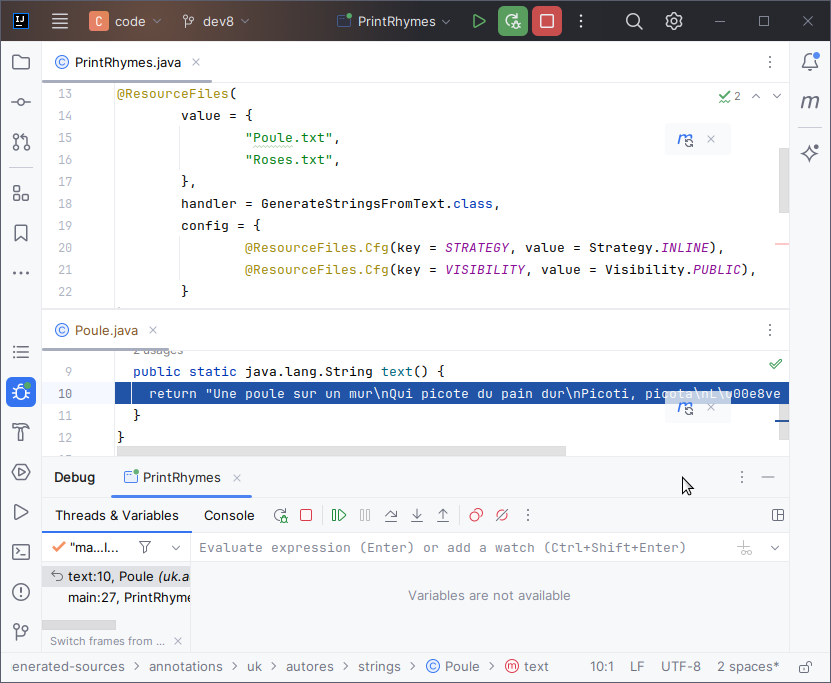 C code dev8 PrintRhymes
PrintRhymes.java
13 @ResourceFiles(
14 value = {
15 "Poule.txt",
16 "Roses.txt",
17 },
18 handler = GenerateStringsFromText.class,
19 config = {
20 @ResourceFiles.Cfg(key = STRATEGY, value = Strategy.INLINE),
21 @ResourceFiles.Cfg(key = VISIBILITY, value = Visibility.PUBLIC),
22 }
2
m
m
C Poule.java
2 usages
9 public static java.lang.String text() {
10 return "Une poule sur un mur\nQui picote du pain dur\nPicoti, picota\nL\u00e8ve
11 }
12 }
m
Debug PrintRhymes
Threads & Variables Console
"ma...l... Evaluate expression (Enter) or add a watch (Ctrl+Shift+Enter)
text:10, Poule (uk.a
main:27, PrintRhyme
Variables are not available
Switch frames from ...
enerated-sources > annotations > uk > autores > strings > C Poule > m text 10:1 LF UTF-8 2 spaces*